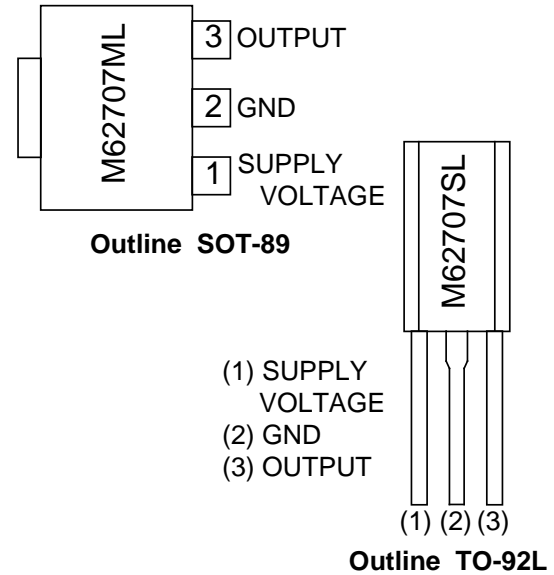 M62707ML
3 OUTPUT
2 GND
1 SUPPLY
VOLTAGE
Outline SOT-89
M62707SL
(1) SUPPLY
VOLTAGE
(2) GND
(3) OUTPUT
(1) (2) (3)
Outline TO-92L